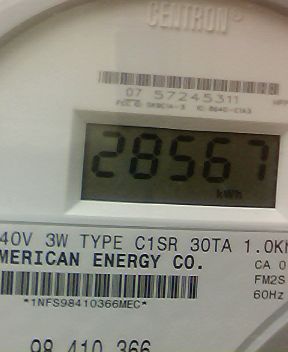 CENTRON®
07 57245311
28567
kWh
40V 3W TYPE C1SR 30TA 1.0K
MERICAN ENERGY CO.
CA 0
FM2S
60Hz
*1NFS98410366MEC*
98 410 366